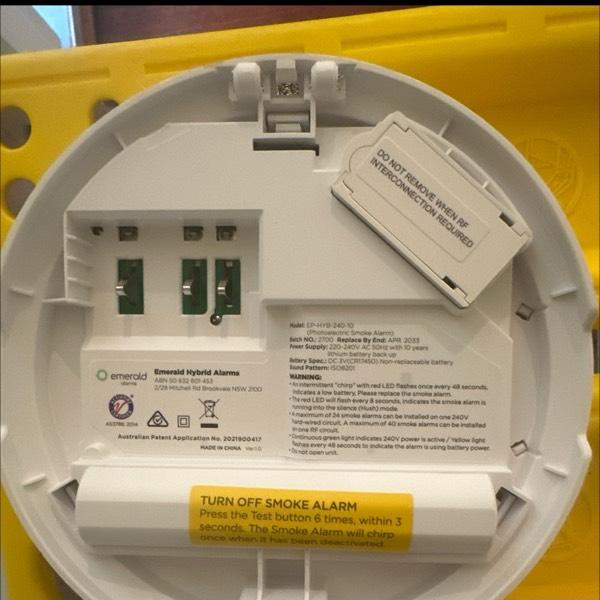 DO NOT REMOVE WHEN RF
INTERCONNECTION REQUIRED
Model: EP-HYB-240-10
(Photoelectric Smoke Alarm)
Batch NO.: 2700 Replace By End: APR. 2033
Power Supply: 220-240V AC 50Hz with 10 years
lithium battery back up
Battery Spec.: DC 3V(CR17450) Non-replaceable battery
Sound Pattern: ISO8201
WARNING:
• An intermittent "chirp" with red LED flashes once every 48 seconds,
indicates a low battery, Please replace the smoke alarm.
• The red LED will flash every 8 seconds, indicates the smoke alarm is
running into the silence (Hush) mode.
• A maximum of 24 smoke alarms can be installed on one 240V
hard-wired circuit. A maximum of 40 smoke alarms can be installed
in one RF circuit.
• Continuous green light indicates 240V power is active / Yellow light
flashes every 48 seconds to indicate the alarm is using battery power.
• Do not open unit.
emerald
alarms
Emerald Hybrid Alarms
ABN 50 632 801 453
2/28 Mitchell Rd Brookvale NSW 2100
AS3786: 2014
Australian Patent Application No. 2021900417
MADE IN CHINA Ver1.0
TURN OFF SMOKE ALARM
Press the Test button 6 times, within 3
seconds. The Smoke Alarm will chirp
once when it has been deactivated.